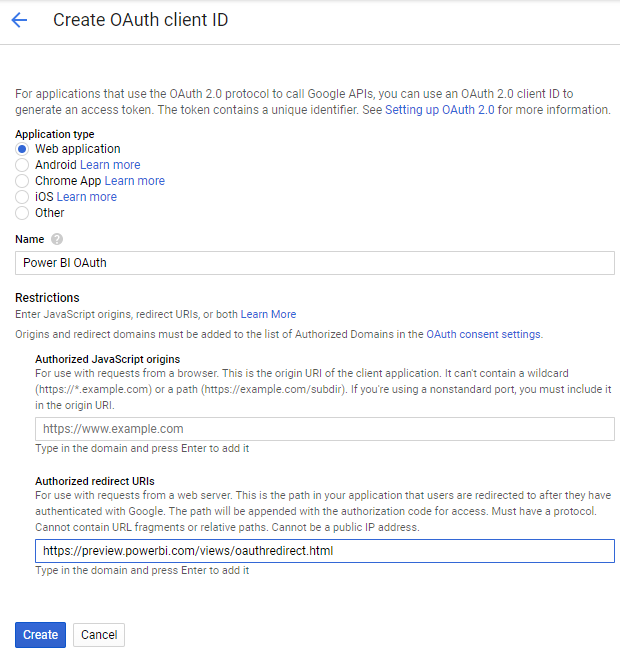 Create OAuth client ID
For applications that use the OAuth 2.0 protocol to call Google APIs, you can use an OAuth 2.0 client ID to
generate an access token. The token contains a unique identifier. See Setting up OAuth 2.0 for more information.
Application type
Web application
Android Learn more
Chrome App Learn more
iOS Learn more
Other
Name ?
Power BI OAuth
Restrictions
Enter JavaScript origins, redirect URIs, or both Learn More
Origins and redirect domains must be added to the list of Authorized Domains in the OAuth consent settings.
Authorized JavaScript origins
For use with requests from a browser. This is the origin URI of the client application. It can't contain a wildcard
(https://*.example.com) or a path (https://example.com/subdir). If you're using a nonstandard port, you must include it
in the origin URI.
https://www.example.com
Type in the domain and press Enter to add it
Authorized redirect URIs
For use with requests from a web server. This is the path in your application that users are redirected to after they have
authenticated with Google. The path will be appended with the authorization code for access. Must have a protocol.
Cannot contain URL fragments or relative paths. Cannot be a public IP address.
https://preview.powerbi.com/views/oauthredirect.html
Type in the domain and press Enter to add it
Create Cancel